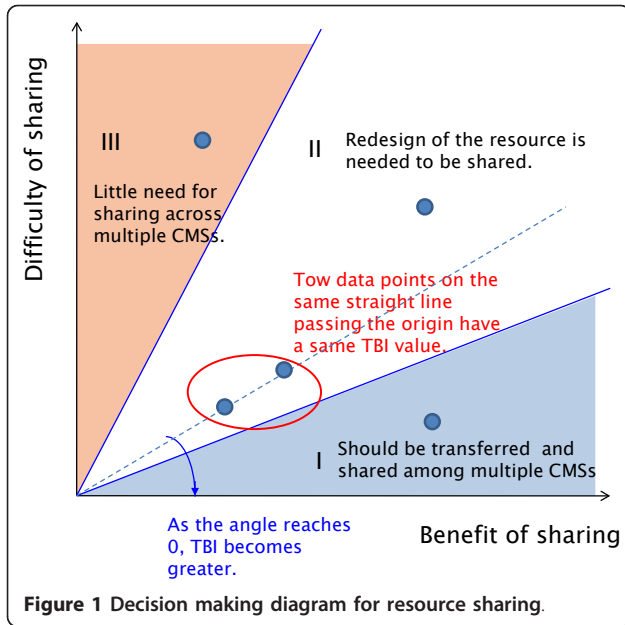 Difficulty of sharing
III
Little need for
sharing across
multiple CMSs.
II
Redesign of the resource is
needed to be shared.
Tow data points on the
same straight line
passing the origin have
a same TBI value.
I
Should be transferred and
shared among multiple CMSs
As the angle reaches
0, TBI becomes
greater.
Benefit of sharing
Figure 1 Decision making diagram for resource sharing.